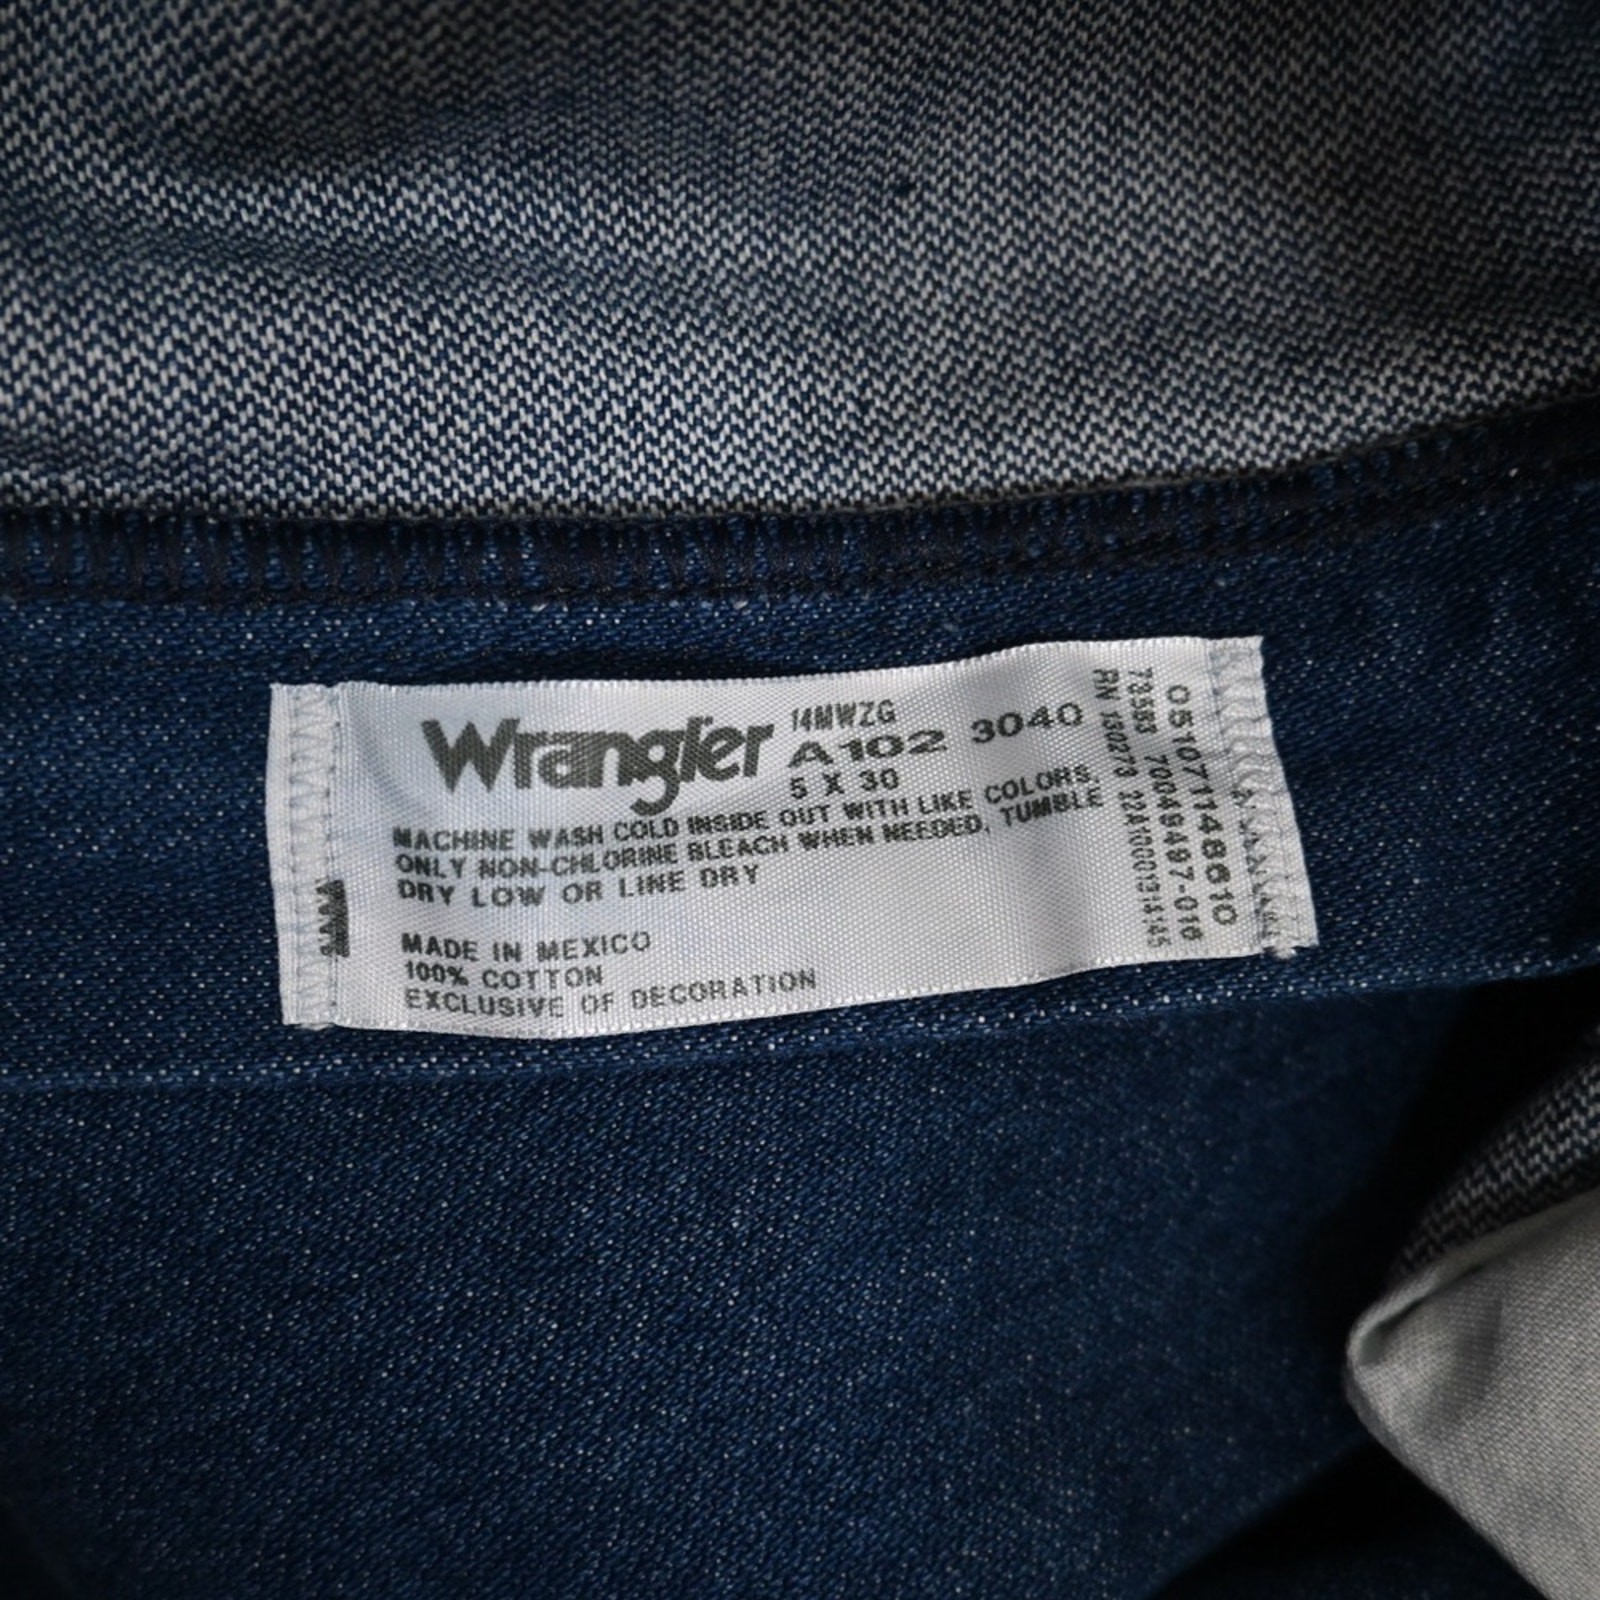 Wrangler
14MWZG
A102 3040
5 X 30
MACHINE WASH COLD INSIDE OUT WITH LIKE COLORS,
ONLY NON-CHLORINE BLEACH WHEN NEEDED, TUMBLE
DRY LOW OR LINE DRY
MADE IN MEXICO
100% COTTON
EXCLUSIVE OF DECORATION
051071148610
73583 70049497-016
RN 130273